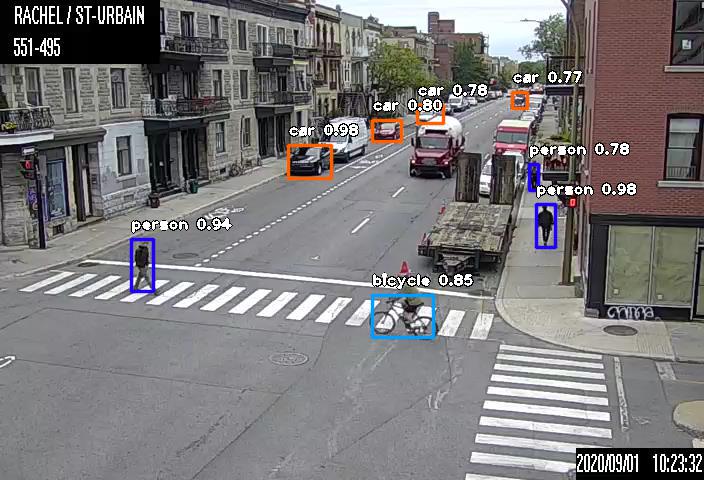 RACHEL / ST-URBAIN
551-495
car 0.77
car 0.78
car 0.80
car 0.98
person 0.78
person 0.98
person 0.94
bicycle 0.85
2020/09/01 10:23:32